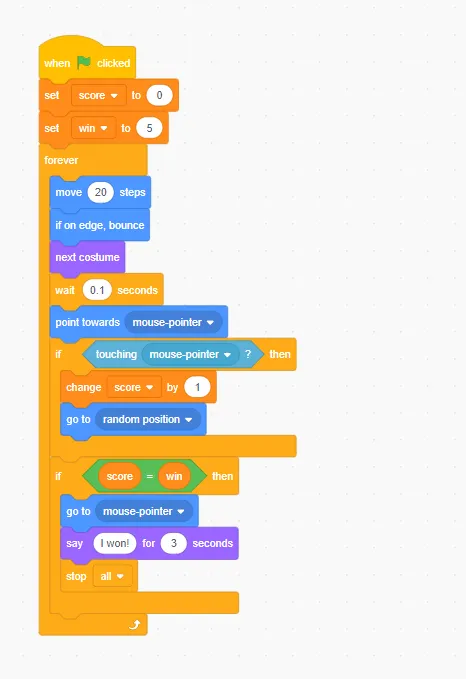 when clicked
set score to 0
set win to 5
forever
move 20 steps
if on edge, bounce
next costume
wait 0.1 seconds
point towards mouse-pointer
if touching mouse-pointer ? then
change score by 1
go to random position
if score = win then
go to mouse-pointer
say I won! for 3 seconds
stop all